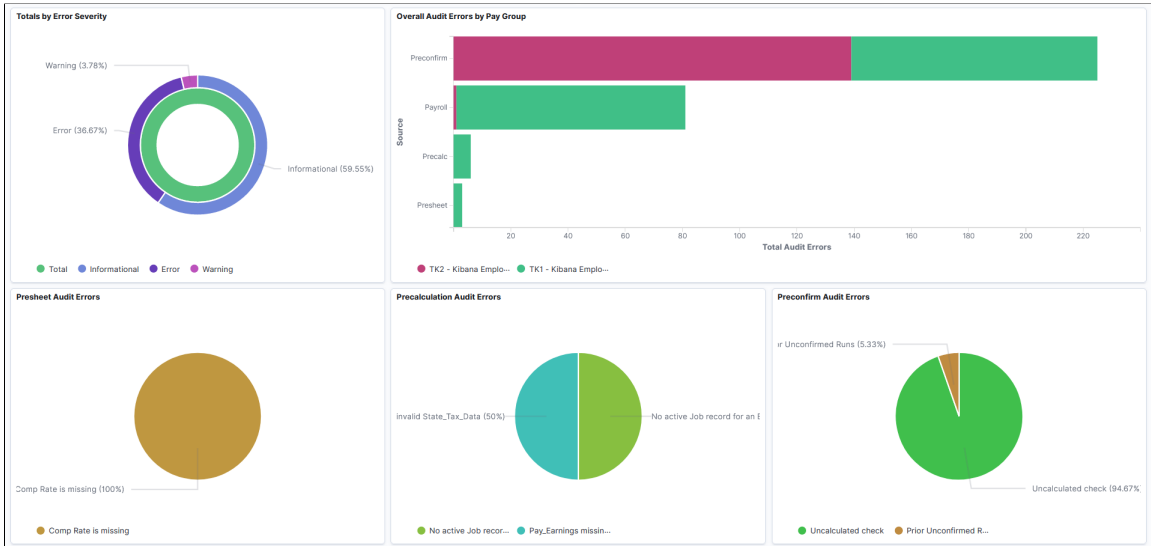 Totals by Error Severity
Warning (3.78%)
Error (36.67%)
Informational (59.55%)
Total Informational Error Warning
Overall Audit Errors by Pay Group
Source
Preconfirm
Payroll
Precalc
Presheet
20 40 60 80 100 120 140 160 180 200 220
Total Audit Errors
TK2 - Kibana Emplo... TK1 - Kibana Emplo...
Presheet Audit Errors
Comp Rate is missing (100%)
Comp Rate is missing
Precalculation Audit Errors
invalid State_Tax_Data (50%)
No active Job record for an E
No active Job recor... Pay_Earnings missin...
Preconfirm Audit Errors
r Unconfirmed Runs (5.33%)
Uncalculated check (94.67%)
Uncalculated check Prior Unconfirmed R...